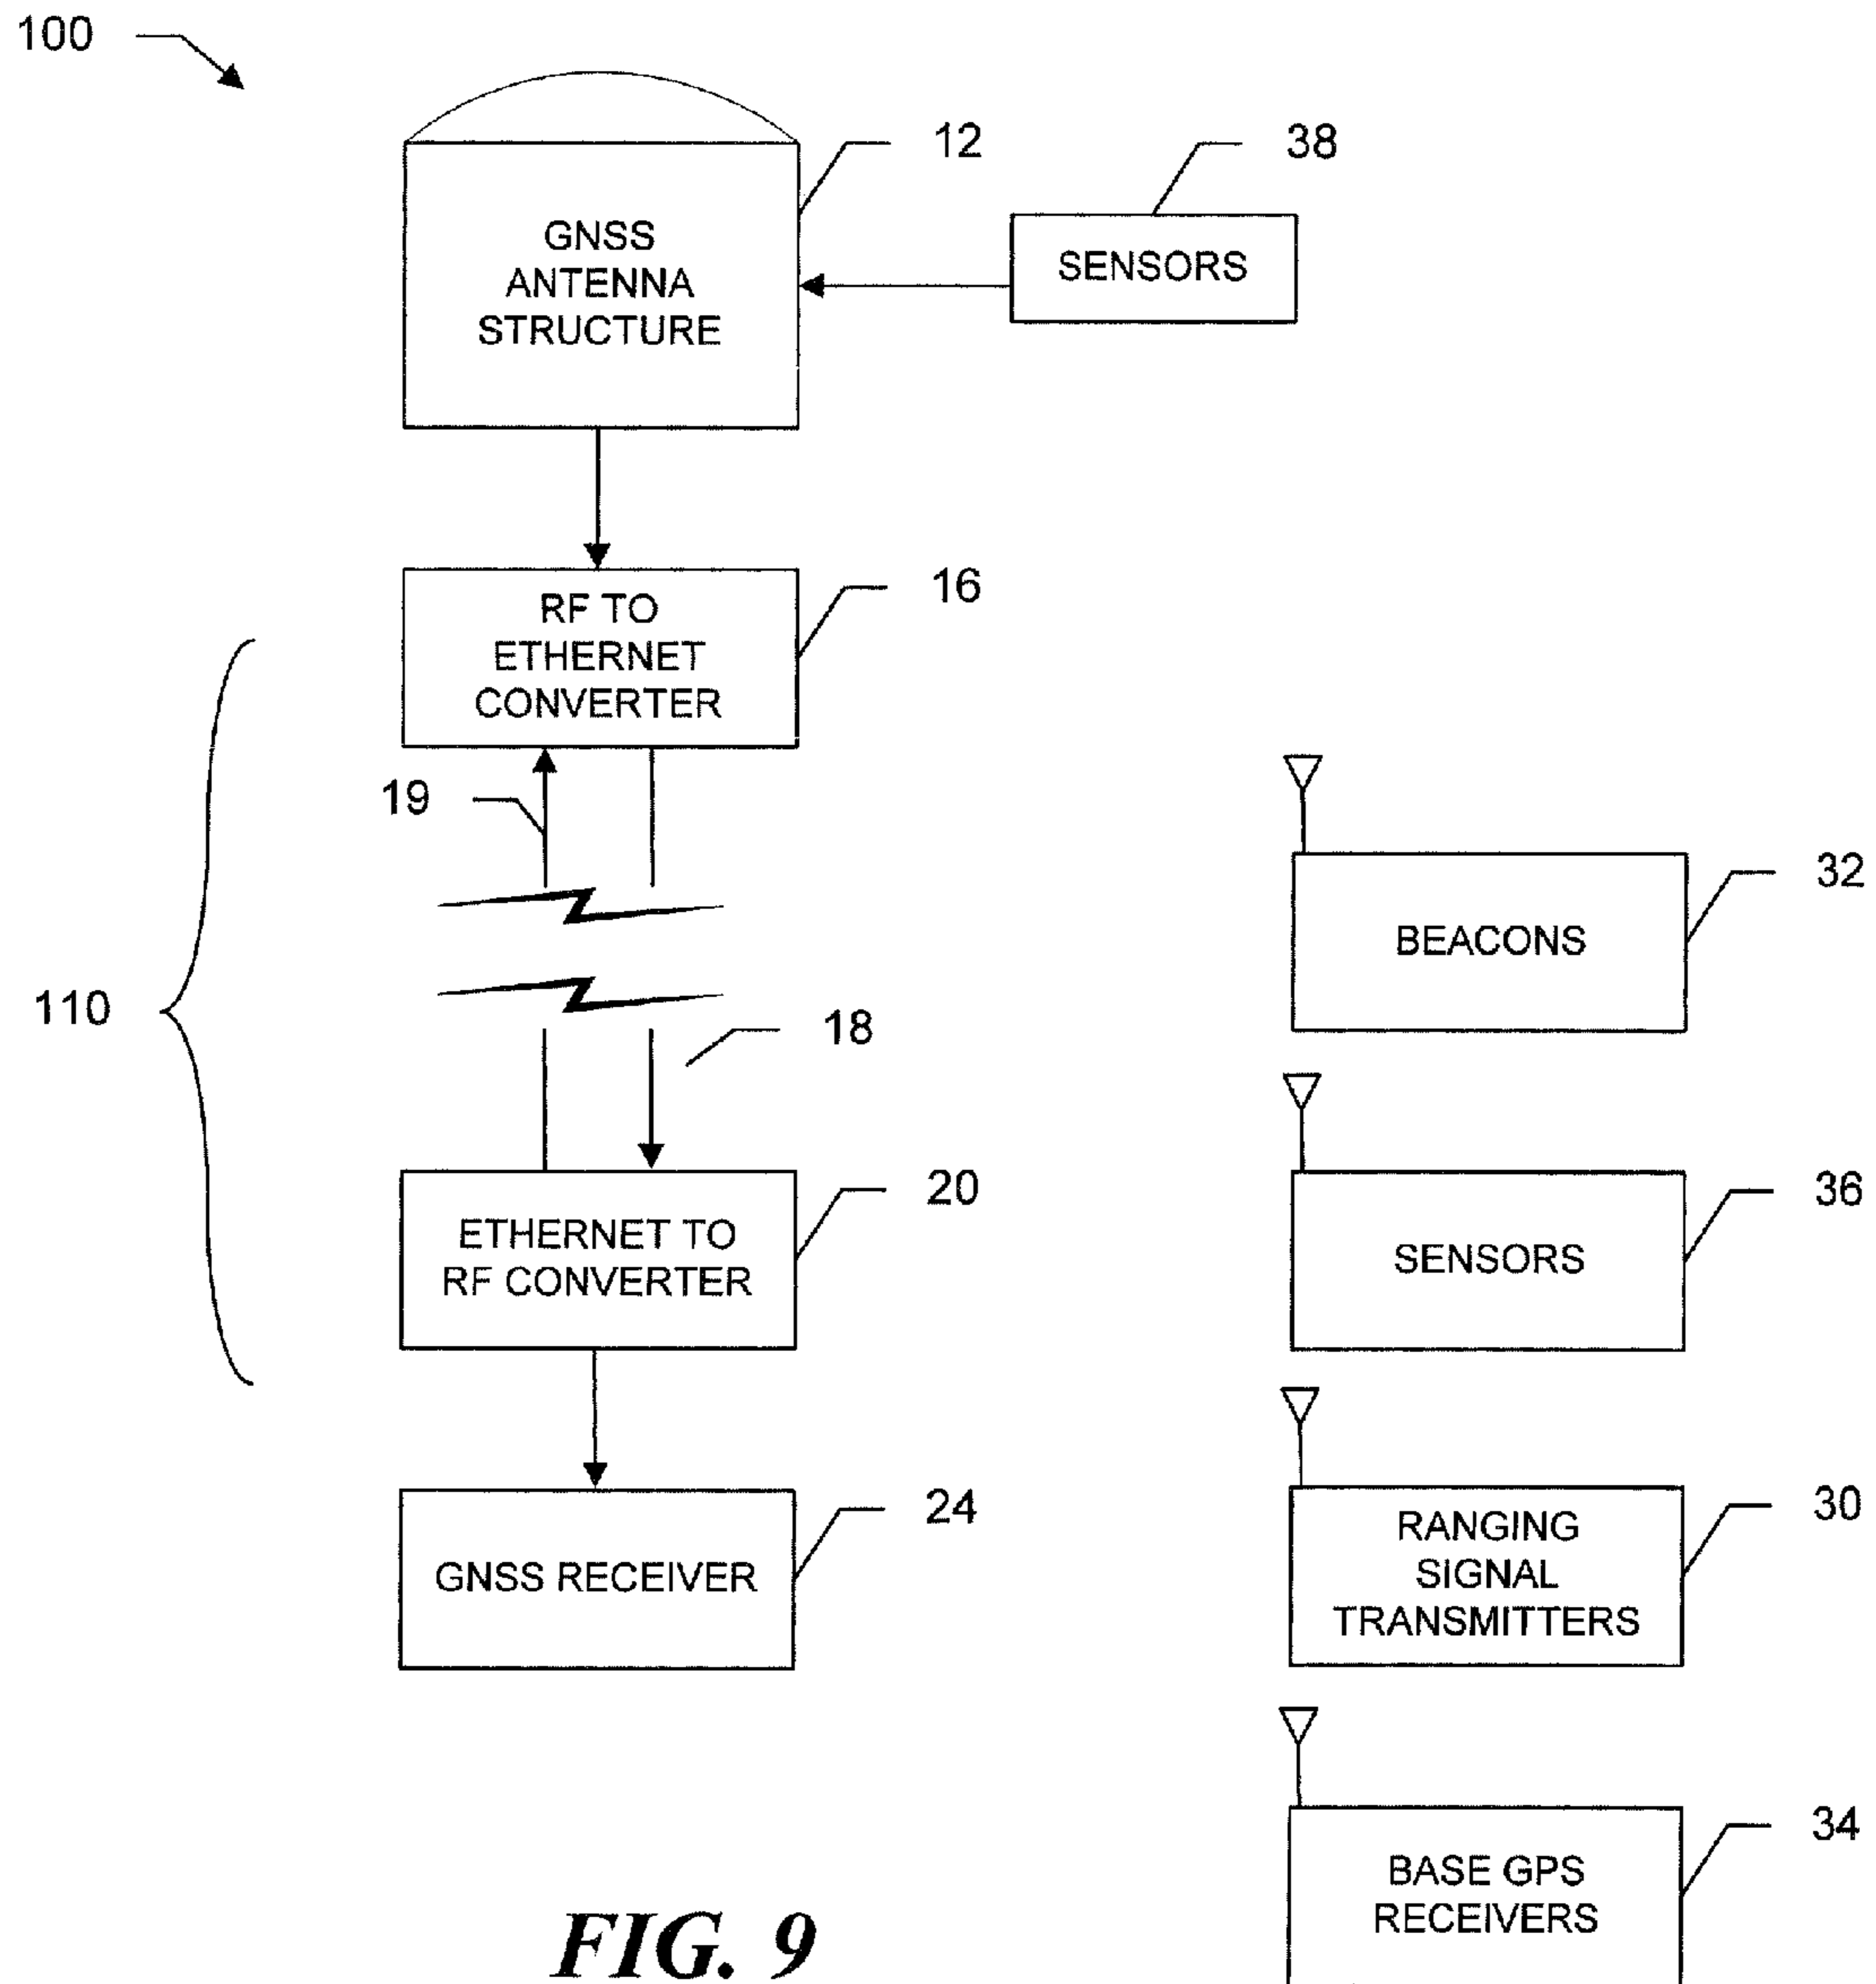 100
12
38
GNSS
ANTENNA
STRUCTURE
SENSORS
16
RF TO
ETHERNET
CONVERTER
19
32
BEACONS
110
18
20
36
ETHERNET TO
RF CONVERTER
SENSORS
24
30
GNSS RECEIVER
RANGING
SIGNAL
TRANSMITTERS
34
BASE GPS
RECEIVERS
FIG. 9